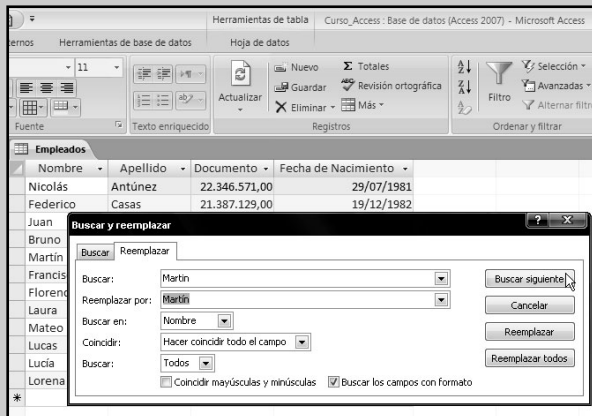 Herramientas de tabla Curso_Access : Base de datos (Access 2007) - Microsoft Access
ernos Herramientas de base de datos Hoja de datos
11
Actualizar
Nuevo Σ Totales
Guardar Revisión ortográfica
Eliminar Más
Filtro
Selección
Avanzadas
Alternar filtr
Fuente Texto enriquecido Registros Ordenar y filtrar
Empleados
Nombre Apellido Documento Fecha de Nacimiento
Nicolás Antúnez 22.346.571,00 29/07/1981
Federico Casas 21.387.129,00 19/12/1982
Juan
Bruno
Martín
Francis
Florenc
Laura
Mateo
Lucas
Lucía
Lorena
Buscar y reemplazar
Buscar Reemplazar
Buscar: Martin Buscar siguiente
Reemplazar por: Martín Cancelar
Buscar en: Nombre Reemplazar
Coincidir: Hacer coincidir todo el campo Reemplazar todos
Buscar: Todos
Coincidir mayúsculas y minúsculas Buscar los campos con formato